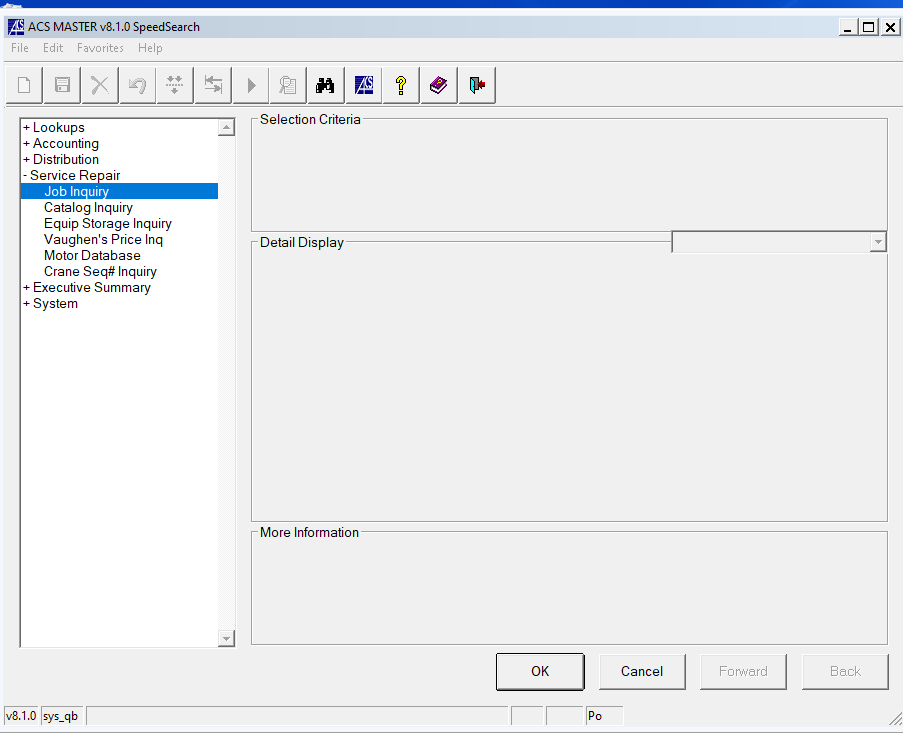 ACS MASTER v8.1.0 SpeedSearch
File Edit Favorites Help
+ Lookups
+ Accounting
+ Distribution
- Service Repair
Job Inquiry
Catalog Inquiry
Equip Storage Inquiry
Vaughen's Price Inq
Motor Database
Crane Seq# Inquiry
+ Executive Summary
+ System
Selection Criteria
Detail Display
More Information
OK Cancel Forward Back
v8.1.0 sys_qb Po